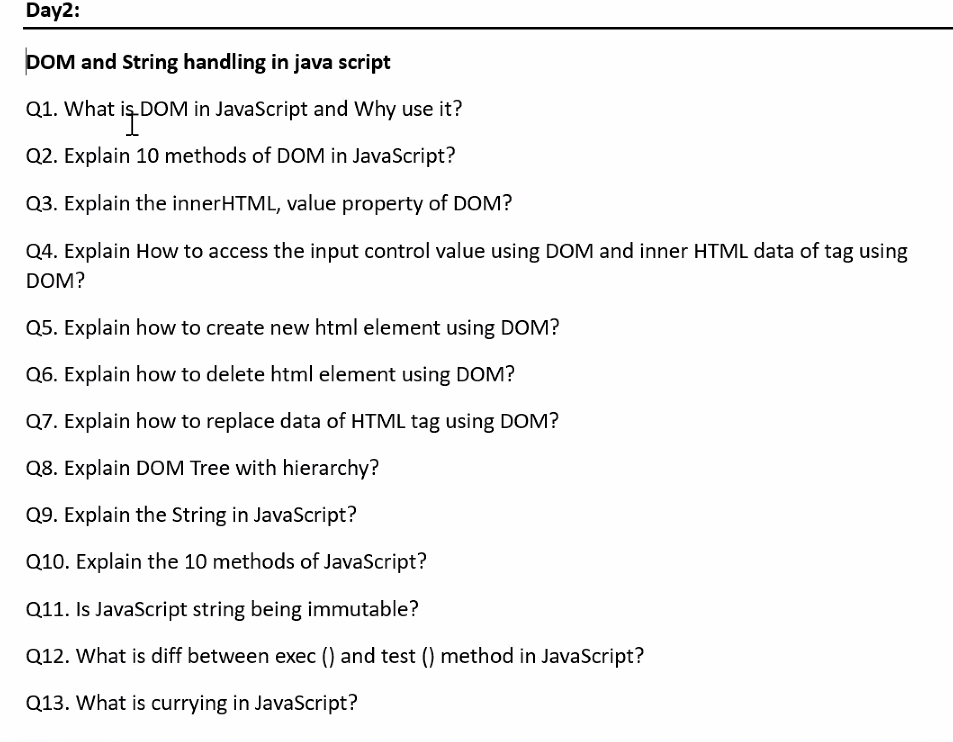 Day2:
DOM and String handling in java script
Q1. What is DOM in JavaScript and Why use it?
Q2. Explain 10 methods of DOM in JavaScript?
Q3. Explain the innerHTML, value property of DOM?
Q4. Explain How to access the input control value using DOM and inner HTML data of tag using
DOM?
Q5. Explain how to create new html element using DOM?
Q6. Explain how to delete html element using DOM?
Q7. Explain how to replace data of HTML tag using DOM?
Q8. Explain DOM Tree with hierarchy?
Q9. Explain the String in JavaScript?
Q10. Explain the 10 methods of JavaScript?
Q11. Is JavaScript string being immutable?
Q12. What is diff between exec () and test () method in JavaScript?
Q13. What is currying in JavaScript?